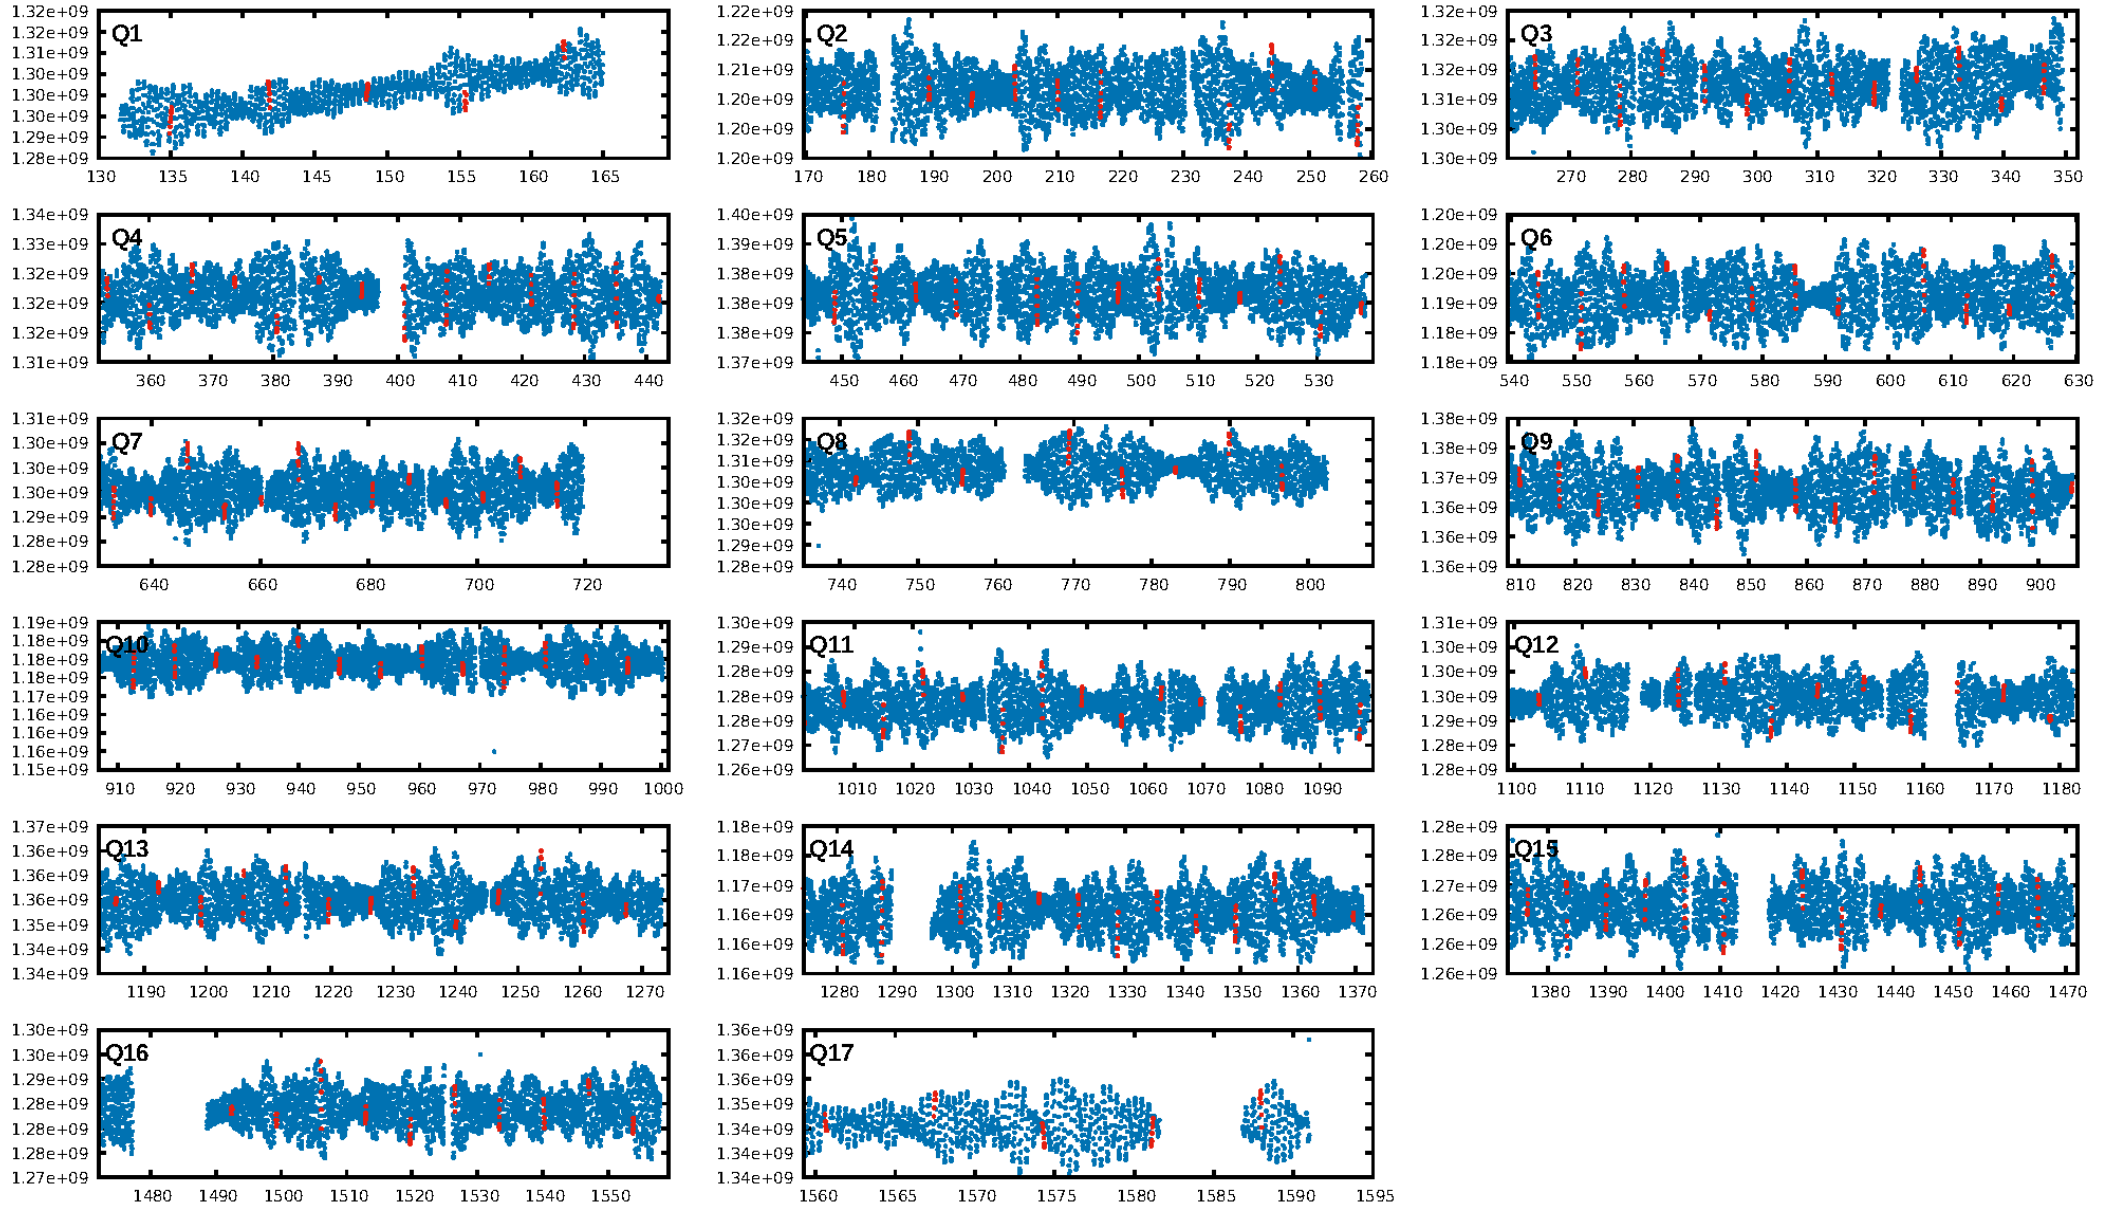 1.32e+09 1.32e+09 1.31e+09 1.30e+09 1.30e+09 1.30e+09 1.29e+09 1.28e+09
Q1
130 135 140 145 150 155 160 165
1.22e+09 1.22e+09 1.21e+09 1.20e+09 1.20e+09 1.20e+09
Q2
170 180 190 200 210 220 230 240 250 260
1.32e+09 1.32e+09 1.32e+09 1.31e+09 1.30e+09 1.30e+09
Q3
270 280 290 300 310 320 330 340 350
1.34e+09 1.33e+09 1.32e+09 1.32e+09 1.32e+09 1.31e+09
Q4
360 370 380 390 400 410 420 430 440
1.40e+09 1.39e+09 1.38e+09 1.38e+09 1.38e+09 1.37e+09
Q5
450 460 470 480 490 500 510 520 530
1.20e+09 1.20e+09 1.20e+09 1.19e+09 1.18e+09 1.18e+09
Q6
540 550 560 570 580 590 600 610 620 630
1.31e+09 1.30e+09 1.30e+09 1.30e+09 1.29e+09 1.28e+09 1.28e+09
Q7
640 660 680 700 720
1.32e+09 1.32e+09 1.31e+09 1.30e+09 1.30e+09 1.30e+09 1.29e+09 1.28e+09
Q8
740 750 760 770 780 790 800
1.38e+09 1.38e+09 1.37e+09 1.36e+09 1.36e+09 1.36e+09
Q9
810 820 830 840 850 860 870 880 890 900
1.19e+09 1.18e+09 1.18e+09 1.18e+09 1.17e+09 1.16e+09 1.16e+09 1.16e+09 1.15e+09
Q10
910 920 930 940 950 960 970 980 990 1000
1.30e+09 1.29e+09 1.28e+09 1.28e+09 1.28e+09 1.27e+09 1.26e+09
Q11
1010 1020 1030 1040 1050 1060 1070 1080 1090
1.31e+09 1.30e+09 1.30e+09 1.30e+09 1.29e+09 1.28e+09 1.28e+09
Q12
1100 1110 1120 1130 1140 1150 1160 1170 1180
1.37e+09 1.36e+09 1.36e+09 1.36e+09 1.35e+09 1.34e+09 1.34e+09
Q13
1190 1200 1210 1220 1230 1240 1250 1260 1270
1.18e+09 1.18e+09 1.17e+09 1.16e+09 1.16e+09 1.16e+09
Q14
1280 1290 1300 1310 1320 1330 1340 1350 1360 1370
1.28e+09 1.28e+09 1.27e+09 1.26e+09 1.26e+09 1.26e+09
Q15
1380 1390 1400 1410 1420 1430 1440 1450 1460 1470
1.30e+09 1.30e+09 1.29e+09 1.28e+09 1.28e+09 1.28e+09 1.27e+09
Q16
1480 1490 1500 1510 1520 1530 1540 1550
1.36e+09 1.36e+09 1.36e+09 1.35e+09 1.34e+09 1.34e+09 1.34e+09
Q17
1560 1565 1570 1575 1580 1585 1590 1595